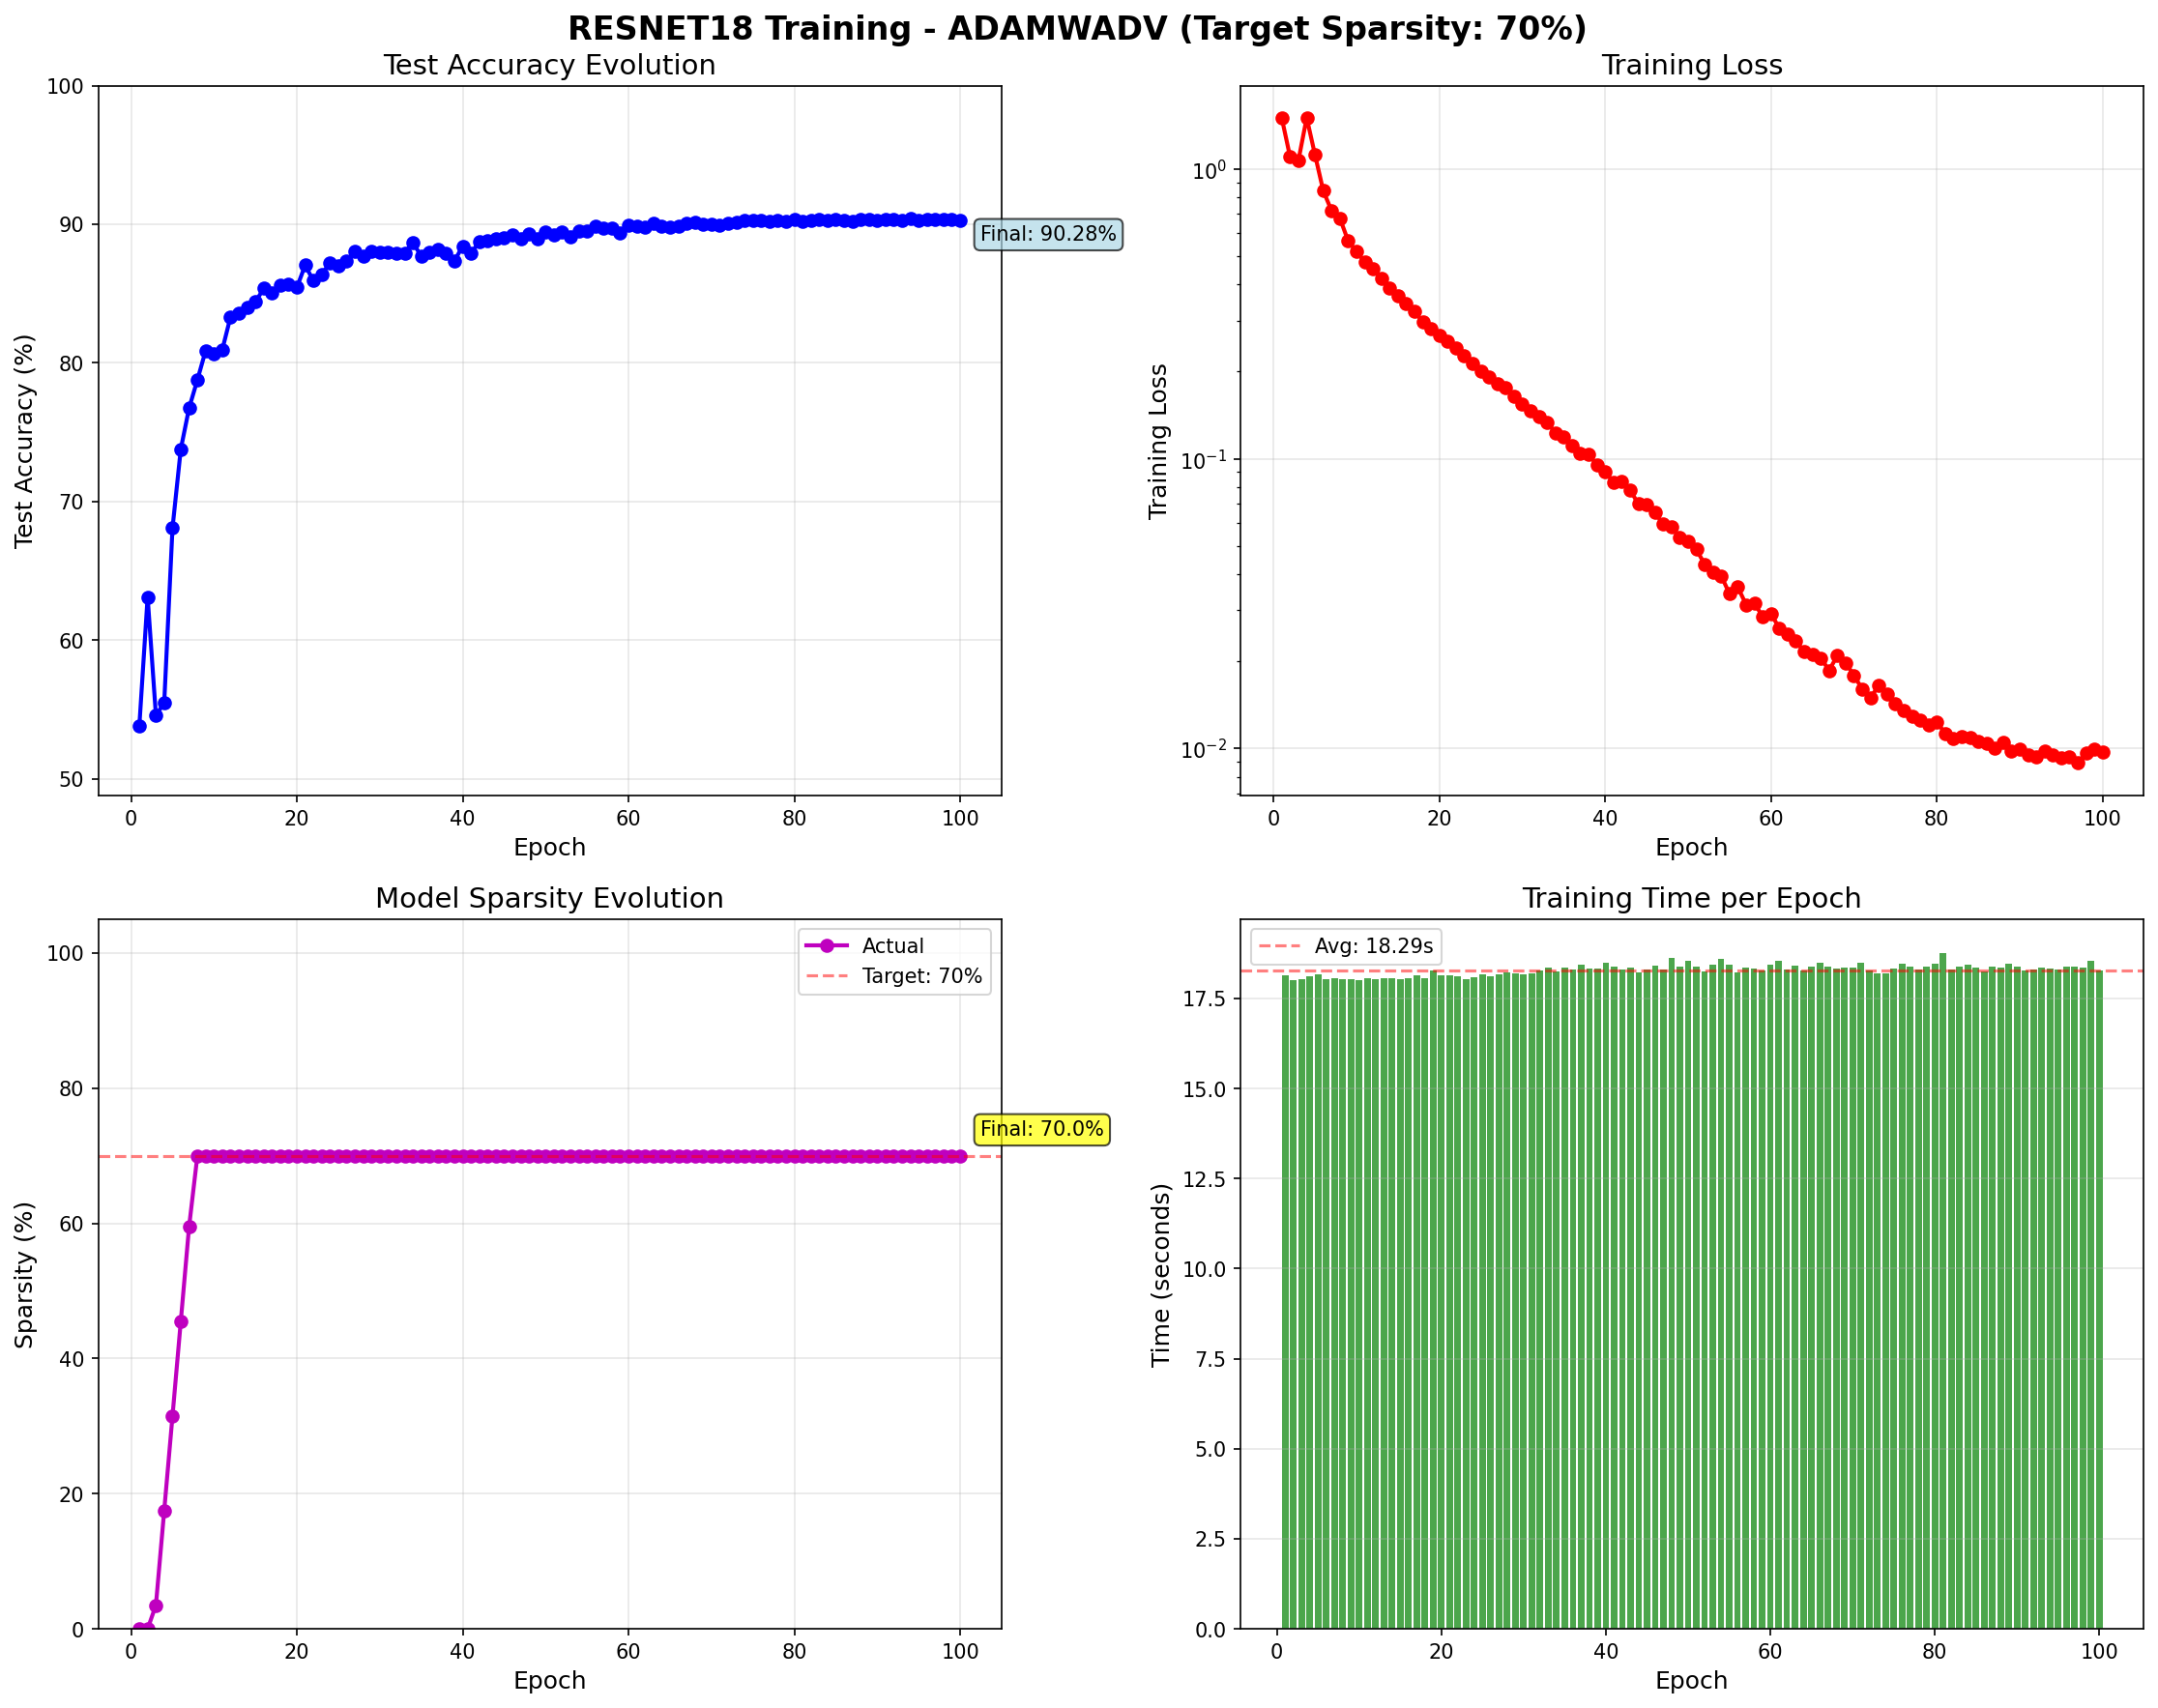 RESNET18 Training - ADAMWADV (Target Sparsity: 70%)
Test Accuracy Evolution
Test Accuracy (%)
100
90
80
70
60
50
Final: 90.28%
0 20 40 60 80 100
Epoch
Training Loss
Training Loss
10⁰
10⁻¹
10⁻²
0 20 40 60 80 100
Epoch
Model Sparsity Evolution
Sparsity (%)
100
80
60
40
20
0
Actual
Target: 70%
Final: 70.0%
0 20 40 60 80 100
Epoch
Training Time per Epoch
Time (seconds)
Avg: 18.29s
17.5
15.0
12.5
10.0
7.5
5.0
2.5
0.0
0 20 40 60 80 100
Epoch